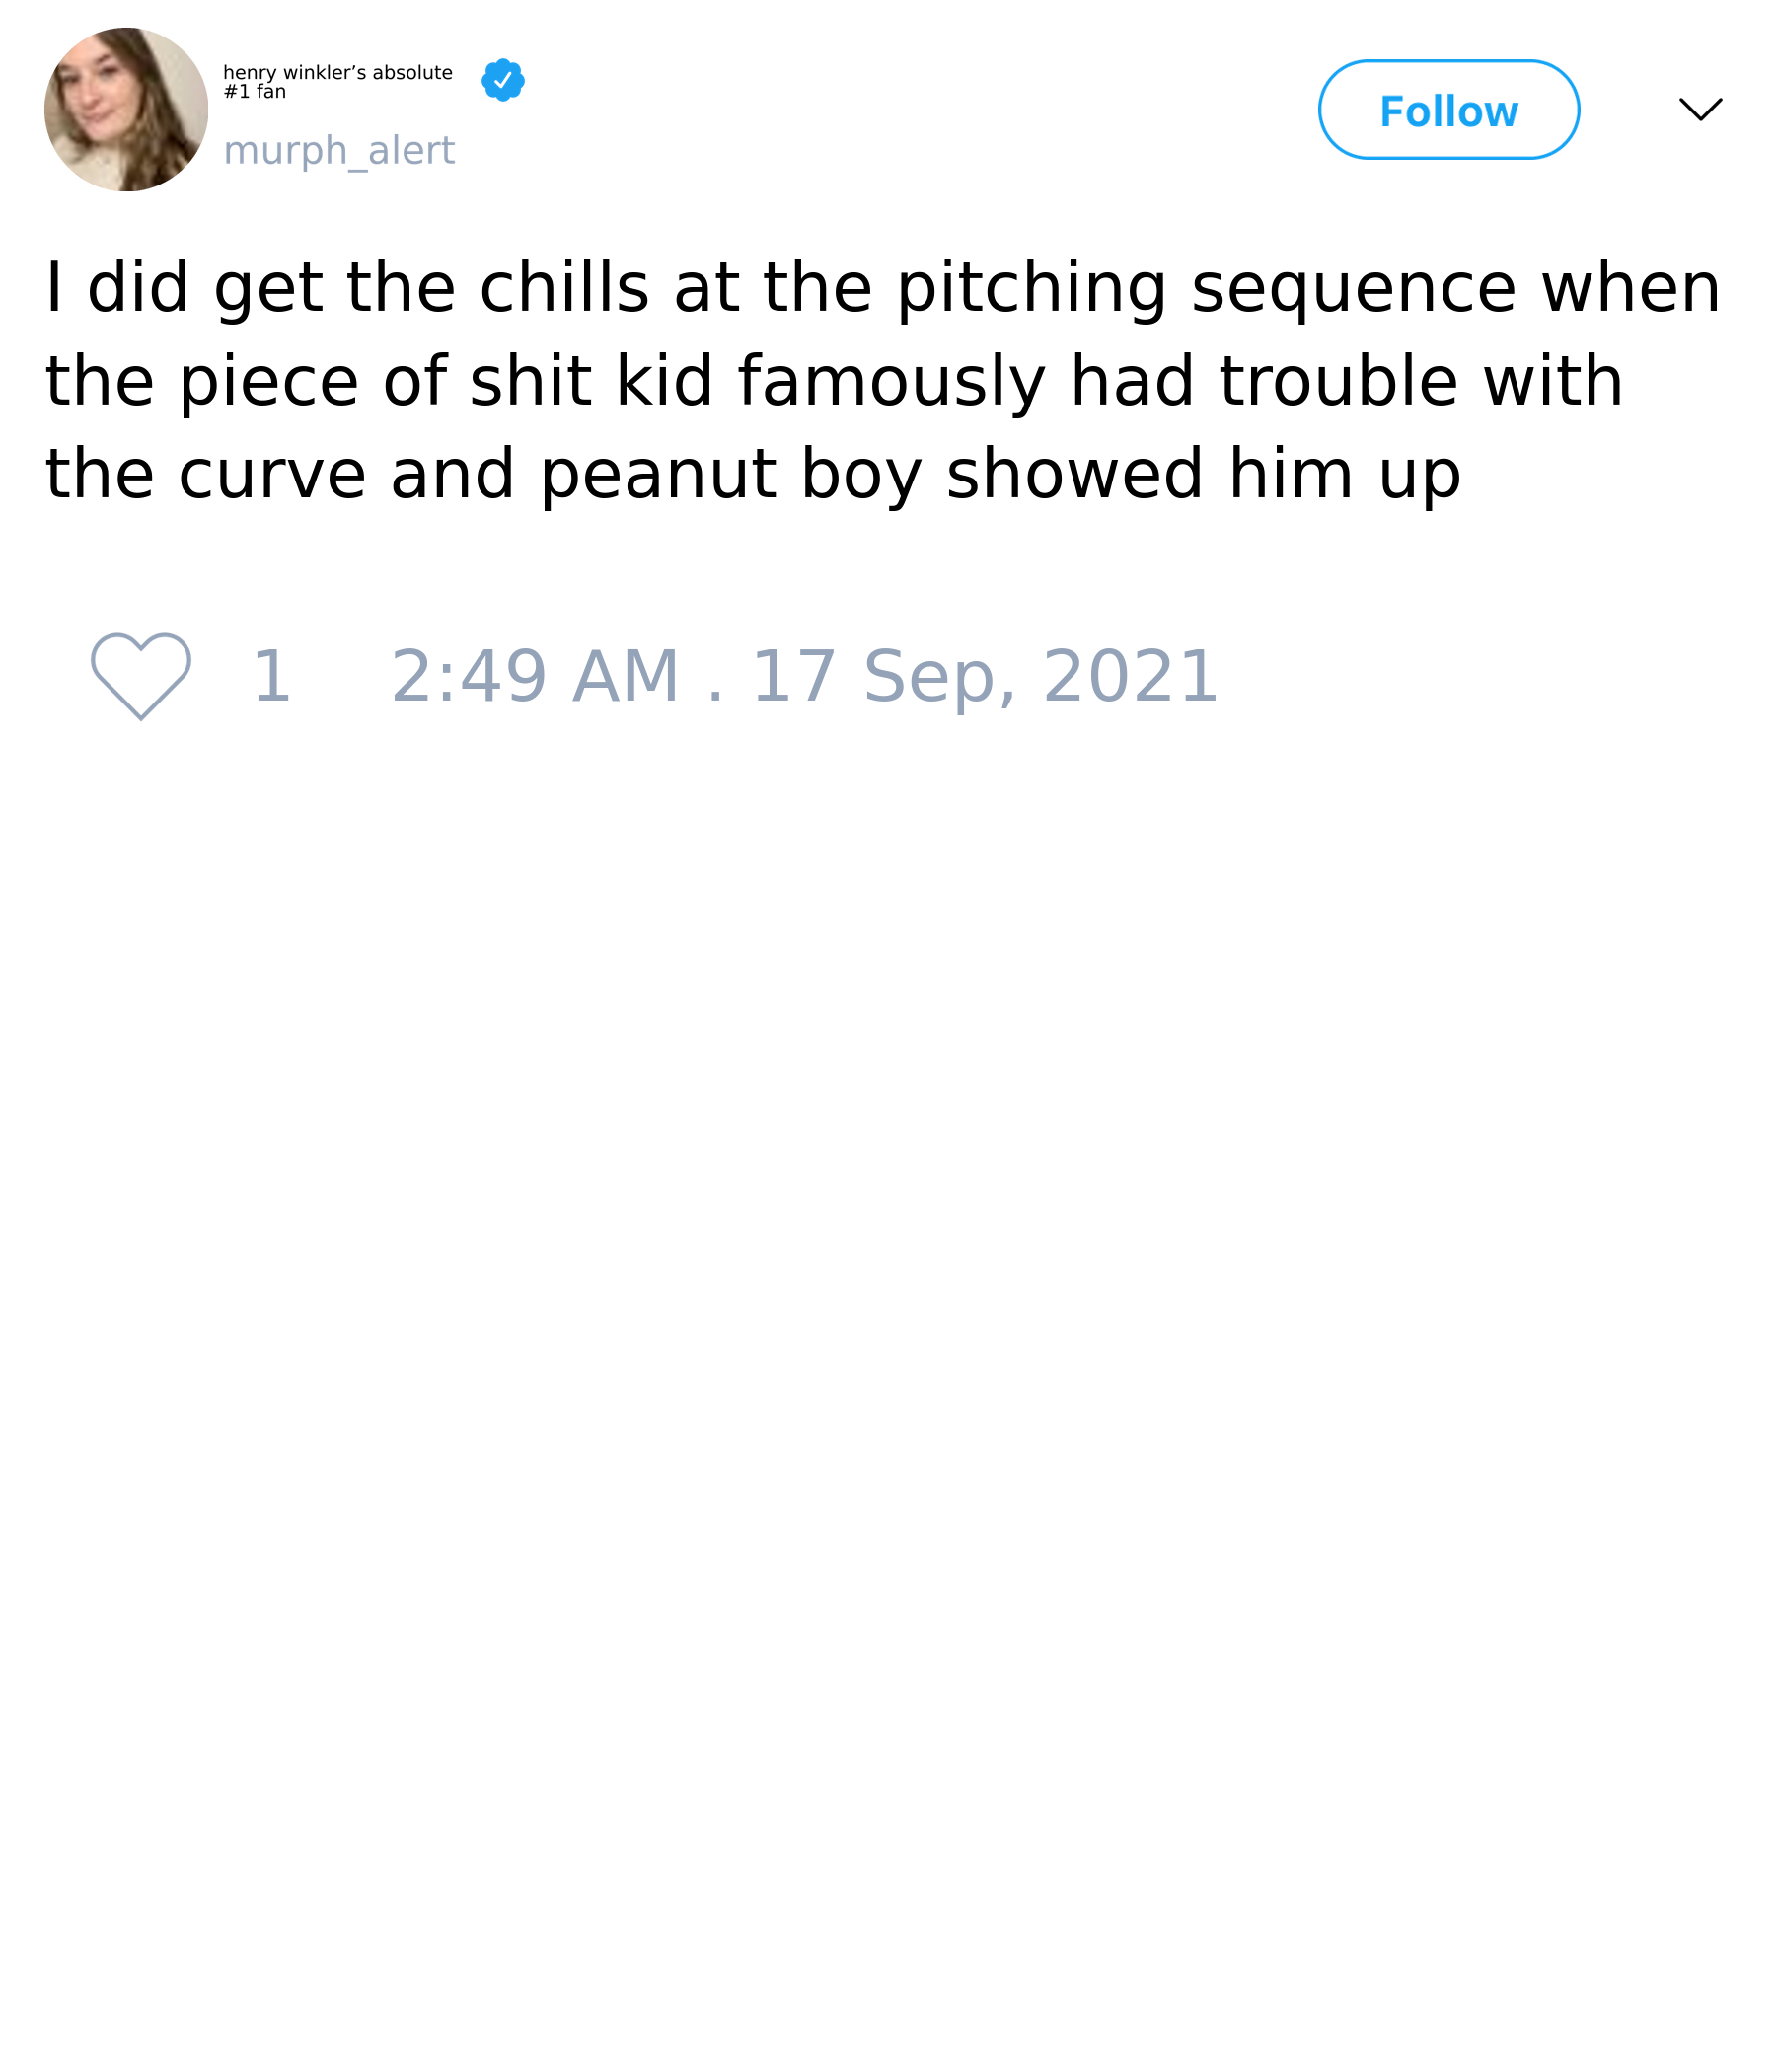 henry winkler’s absolute
#1 fan
murph_alert
Follow
I did get the chills at the pitching sequence when
the piece of shit kid famously had trouble with
the curve and peanut boy showed him up
1 2:49 AM . 17 Sep, 2021